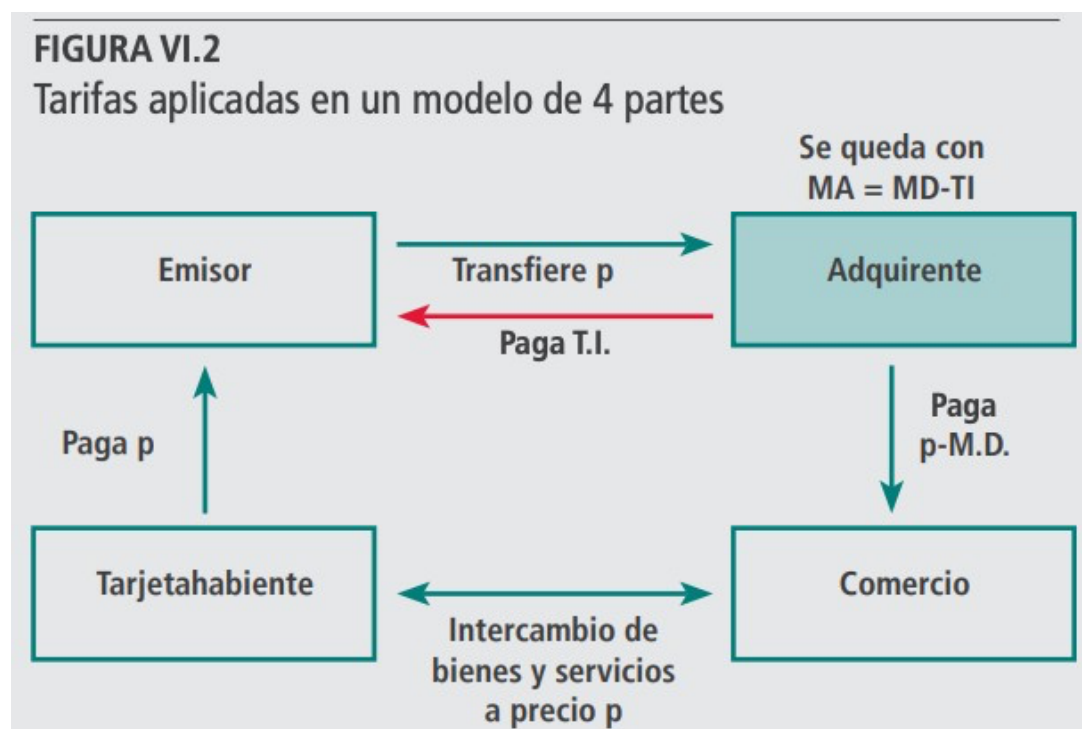 FIGURA VI.2
Tarifas aplicadas en un modelo de 4 partes
Se queda con
MA = MD-TI
Emisor
Transfiere p
Adquirente
Paga T.I.
Paga p
Paga
p-M.D.
Tarjetahabiente
Comercio
Intercambio de
bienes y servicios
a precio p